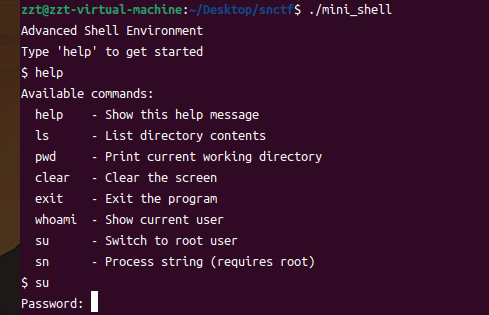 zzt@zzt-virtual-machine:~/Desktop/snctf$ ./mini_shell
Advanced Shell Environment
Type 'help' to get started
$ help
Available commands:
  help    - Show this help message
  ls      - List directory contents
  pwd     - Print current working directory
  clear   - Clear the screen
  exit    - Exit the program
  whoami  - Show current user
  su      - Switch to root user
  sn      - Process string (requires root)
$ su
Password: